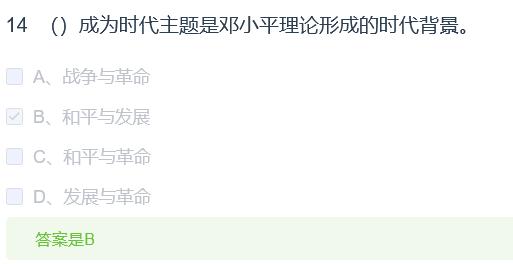 14 （）成为时代主题是邓小平理论形成的时代背景。
A、战争与革命
B、和平与发展
C、和平与革命
D、发展与革命
答案是B